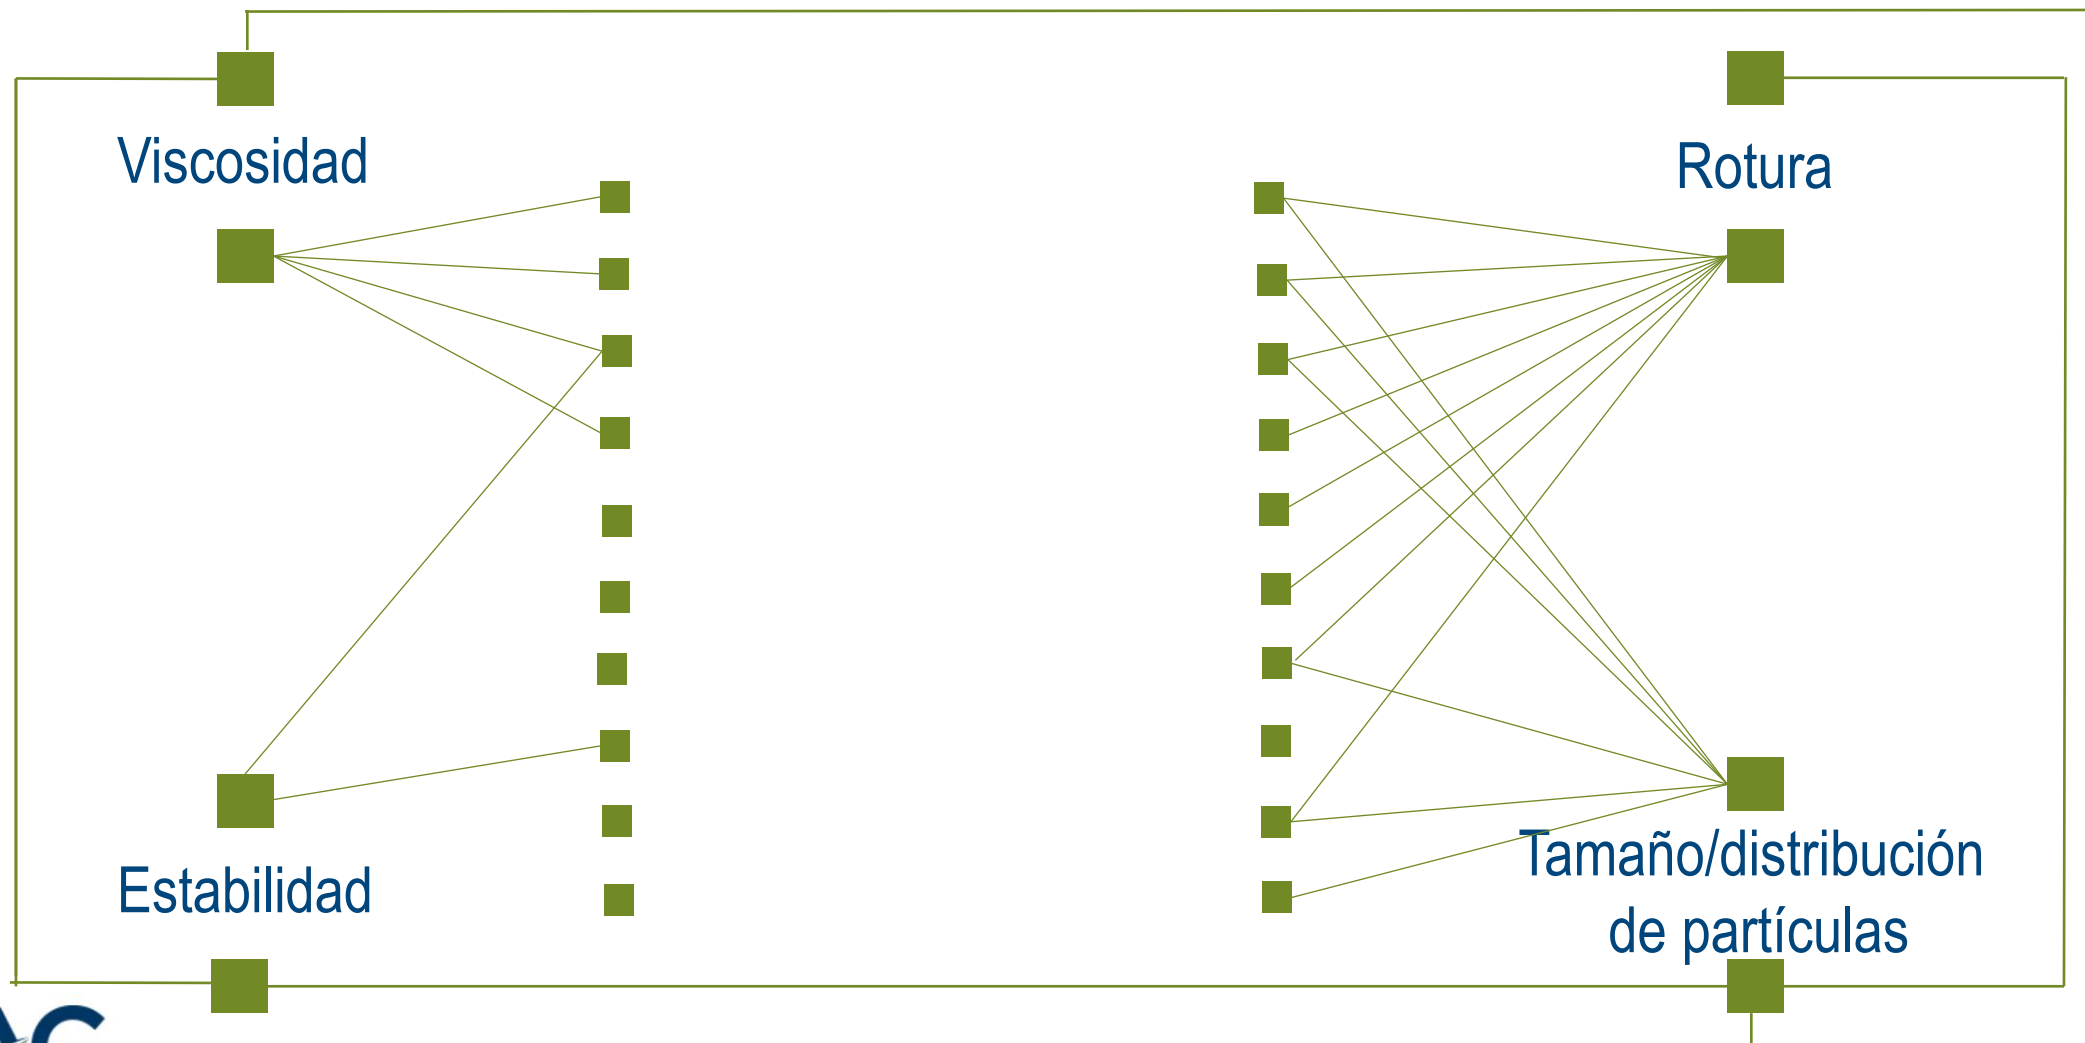 Viscosidad
Rotura
Estabilidad
Tamaño/distribución
de partículas